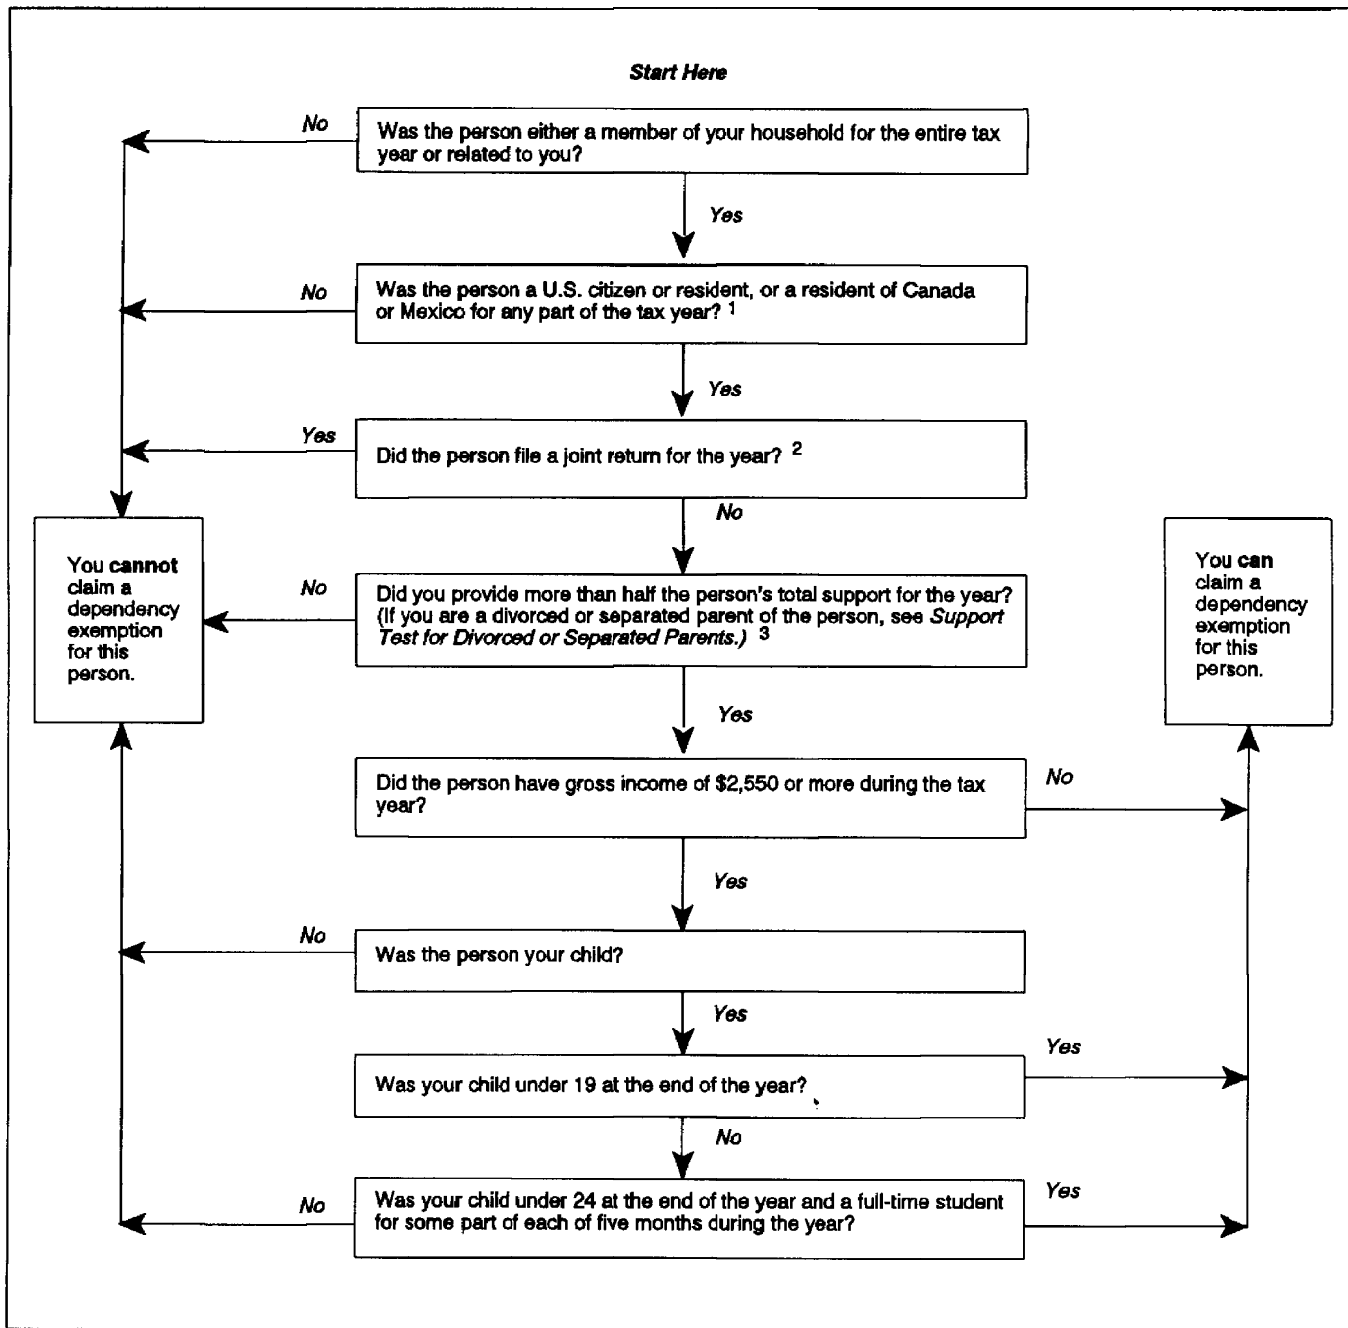 Start Here
No
Was the person either a member of your household for the entire tax
year or related to you?
Yes
No
Was the person a U.S. citizen or resident, or a resident of Canada
or Mexico for any part of the tax year? 1
Yes
Yes
Did the person file a joint return for the year? 2
No
You cannot
claim a
dependency
exemption
for this
person.
No
Did you provide more than half the person's total support for the year?
(If you are a divorced or separated parent of the person, see Support
Test for Divorced or Separated Parents.) 3
You can
claim a
dependency
exemption
for this
person.
Yes
Did the person have gross income of $2,550 or more during the tax
year?
No
Yes
No
Was the person your child?
Yes
Was your child under 19 at the end of the year?
Yes
No
No
Was your child under 24 at the end of the year and a full-time student
for some part of each of five months during the year?
Yes